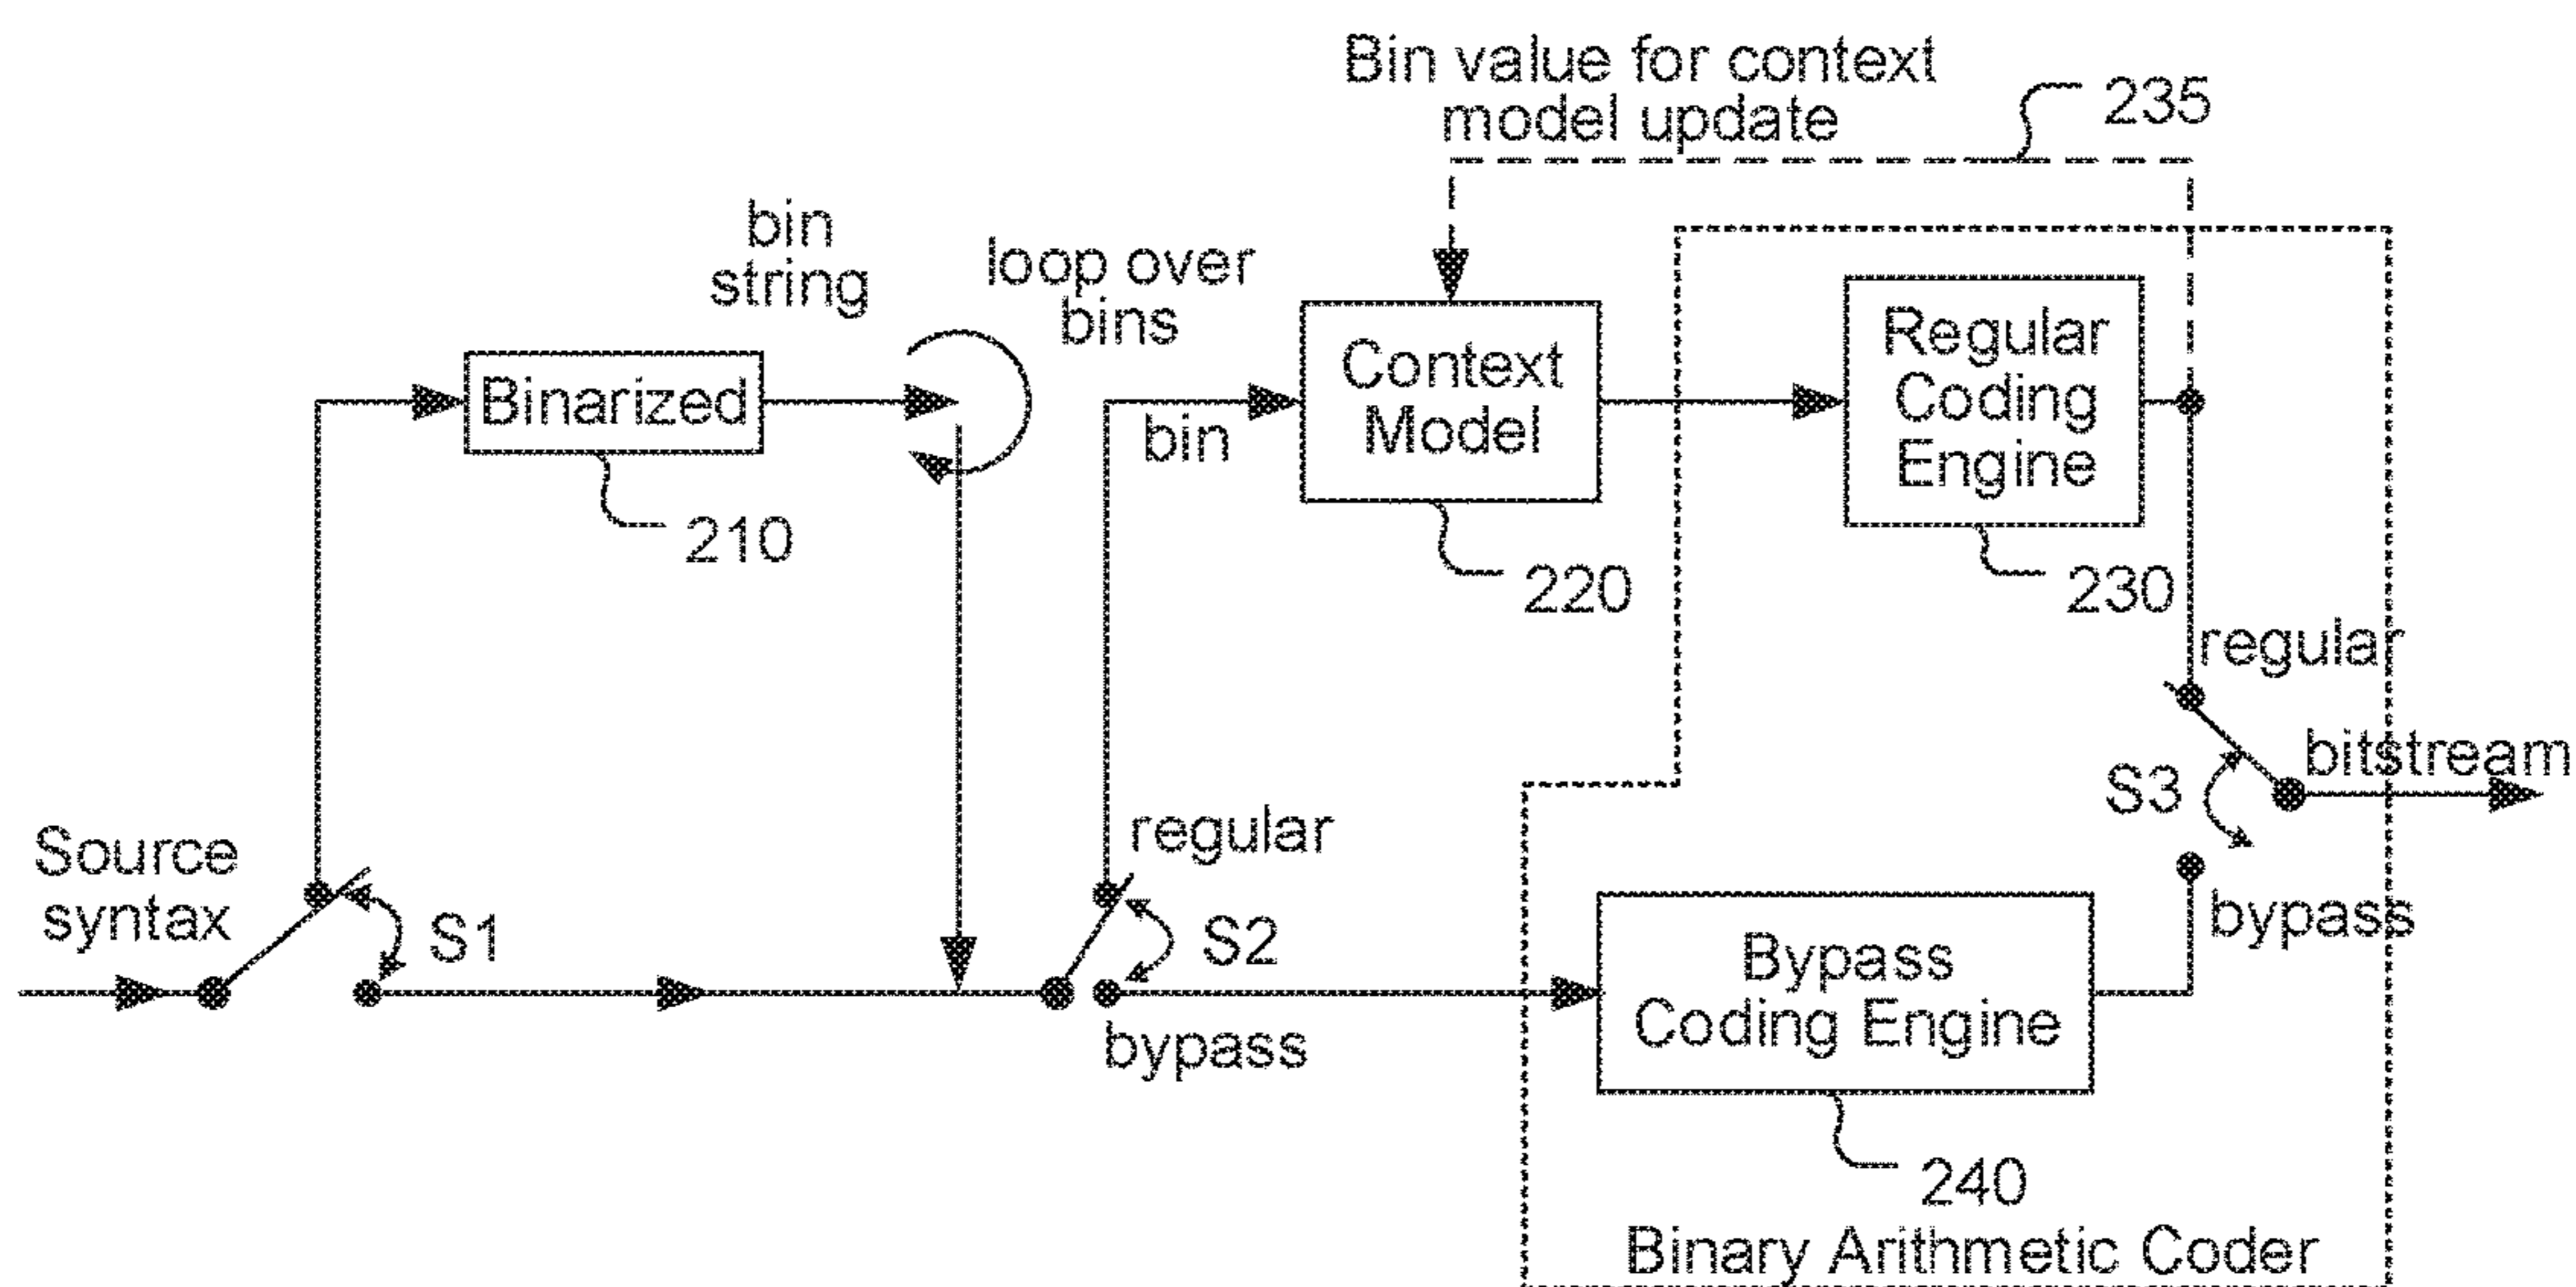 Bin value for context
model update
235
bin
string
loop over
bins
Binarized
210
bin
Context
Model
220
Regular
Coding
Engine
230
regular
Source
syntax
S1
regular
S2
bypass
S3
bitstream
bypass
Bypass
Coding Engine
240
Binary Arithmetic Coder